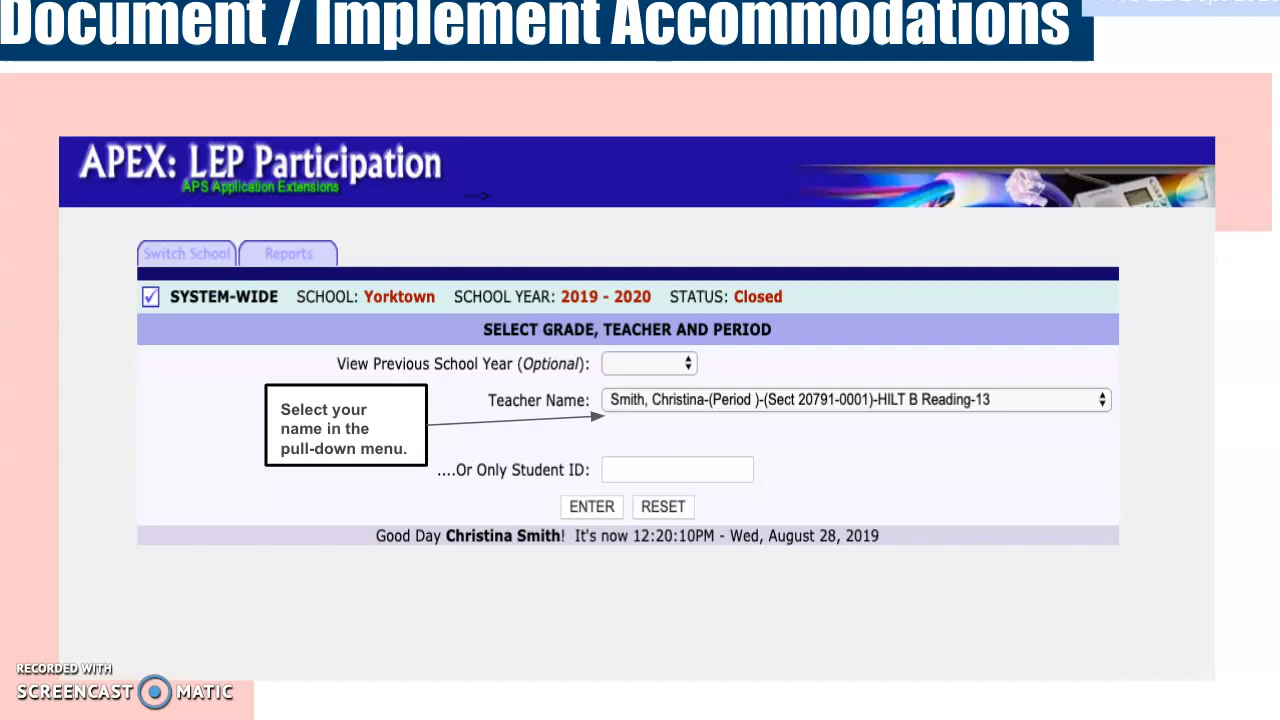 Document / Implement Accommodations
APEX: LEP Participation
APS Application Extensions
-->
Switch School
Reports
SYSTEM-WIDE SCHOOL: Yorktown SCHOOL YEAR: 2019 - 2020 STATUS: Closed
SELECT GRADE, TEACHER AND PERIOD
View Previous School Year (Optional):
Teacher Name: Smith, Christina-(Period )-(Sect 20791-0001)-HILT B Reading-13
Select your
name in the
pull-down menu.
....Or Only Student ID:
ENTER RESET
Good Day Christina Smith! It's now 12:20:10PM - Wed, August 28, 2019
RECORDED WITH
SCREENCAST MATIC